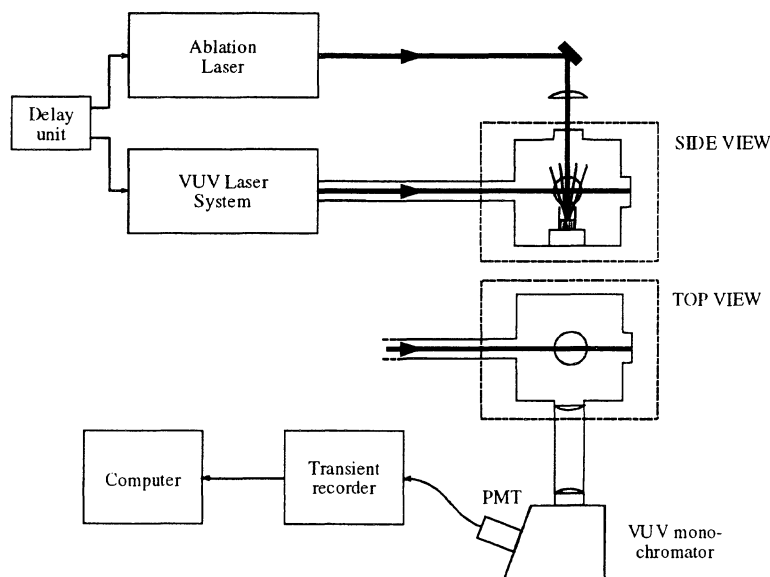 Ablation
Laser
Delay
unit
VUV Laser
System
SIDE VIEW
TOP VIEW
Computer
Transient
recorder
PMT
VUV mono-
chromator